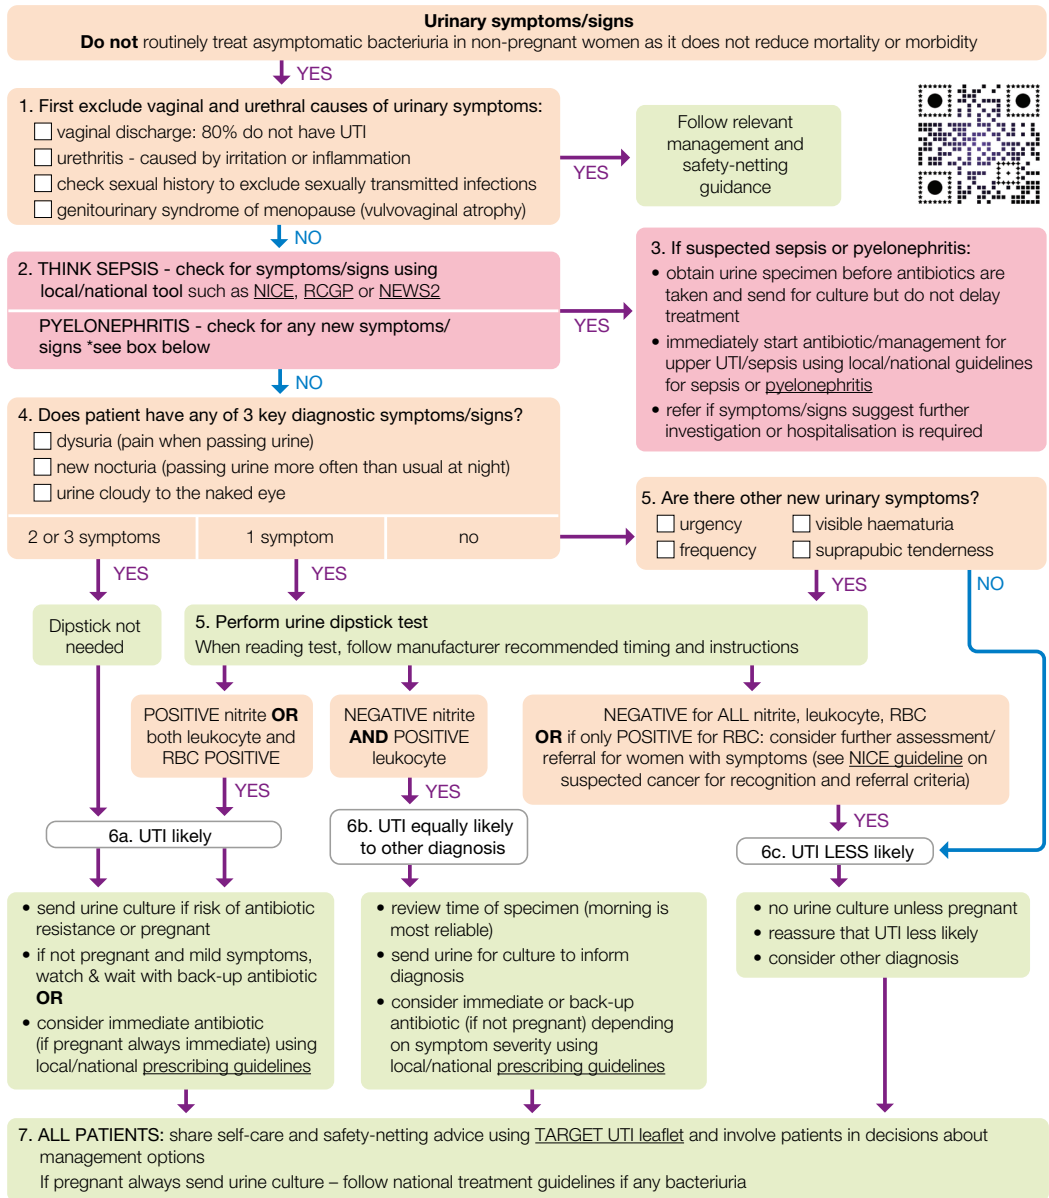 Urinary symptoms/signs
Do not routinely treat asymptomatic bacteriuria in non-pregnant women as it does not reduce mortality or morbidity
YES
1. First exclude vaginal and urethral causes of urinary symptoms:
vaginal discharge: 80% do not have UTI
urethritis - caused by irritation or inflammation
check sexual history to exclude sexually transmitted infections
genitourinary syndrome of menopause (vulvovaginal atrophy)
YES
Follow relevant
management and
safety-netting
guidance
NO
2. THINK SEPSIS - check for symptoms/signs using
local/national tool such as NICE, RCGP or NEWS2
PYELONEPHRITIS - check for any new symptoms/
signs *see box below
YES
3. If suspected sepsis or pyelonephritis:
• obtain urine specimen before antibiotics are
taken and send for culture but do not delay
treatment
• immediately start antibiotic/management for
upper UTI/sepsis using local/national guidelines
for sepsis or pyelonephritis
• refer if symptoms/signs suggest further
investigation or hospitalisation is required
NO
4. Does patient have any of 3 key diagnostic symptoms/signs?
dysuria (pain when passing urine)
new nocturia (passing urine more often than usual at night)
urine cloudy to the naked eye
2 or 3 symptoms
1 symptom
no
5. Are there other new urinary symptoms?
urgency
visible haematuria
frequency
suprapubic tenderness
YES
YES
YES
NO
Dipstick not
needed
5. Perform urine dipstick test
When reading test, follow manufacturer recommended timing and instructions
POSITIVE nitrite OR
both leukocyte and
RBC POSITIVE
NEGATIVE nitrite
AND POSITIVE
leukocyte
NEGATIVE for ALL nitrite, leukocyte, RBC
OR if only POSITIVE for RBC: consider further assessment/
referral for women with symptoms (see NICE guideline on
suspected cancer for recognition and referral criteria)
YES
YES
YES
6a. UTI likely
6b. UTI equally likely
to other diagnosis
6c. UTI LESS likely
• send urine culture if risk of antibiotic
resistance or pregnant
• if not pregnant and mild symptoms,
watch & wait with back-up antibiotic
OR
• consider immediate antibiotic
(if pregnant always immediate) using
local/national prescribing guidelines
• review time of specimen (morning is
most reliable)
• send urine for culture to inform
diagnosis
• consider immediate or back-up
antibiotic (if not pregnant) depending
on symptom severity using
local/national prescribing guidelines
• no urine culture unless pregnant
• reassure that UTI less likely
• consider other diagnosis
7. ALL PATIENTS: share self-care and safety-netting advice using TARGET UTI leaflet and involve patients in decisions about
management options
If pregnant always send urine culture – follow national treatment guidelines if any bacteriuria